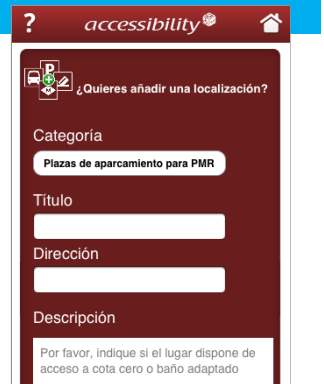 ?
accessibility
P
M
¿Quieres añadir una localización?
Categoría
Plazas de aparcamiento para PMR
Título
Dirección
Descripción
Por favor, indique si el lugar dispone de
acceso a cota cero o baño adaptado